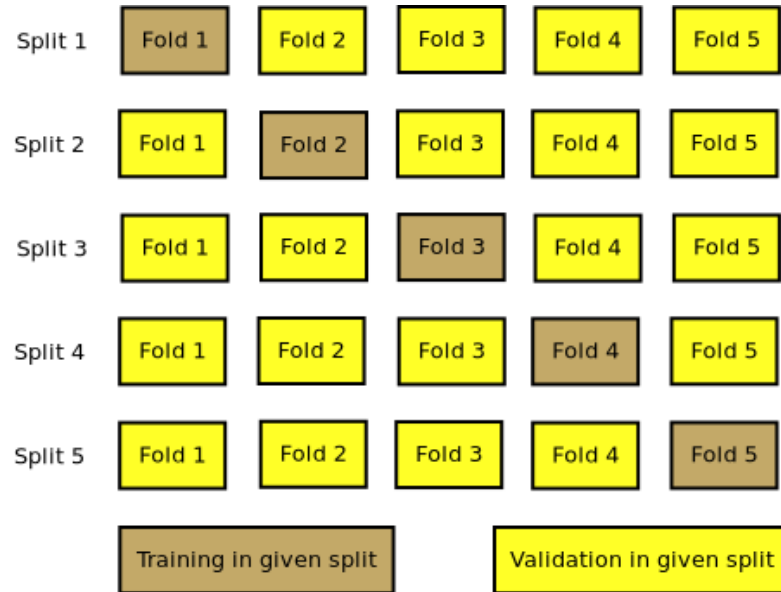 Split 1 Fold 1 Fold 2 Fold 3 Fold 4 Fold 5
Split 2 Fold 1 Fold 2 Fold 3 Fold 4 Fold 5
Split 3 Fold 1 Fold 2 Fold 3 Fold 4 Fold 5
Split 4 Fold 1 Fold 2 Fold 3 Fold 4 Fold 5
Split 5 Fold 1 Fold 2 Fold 3 Fold 4 Fold 5
Training in given split Validation in given split